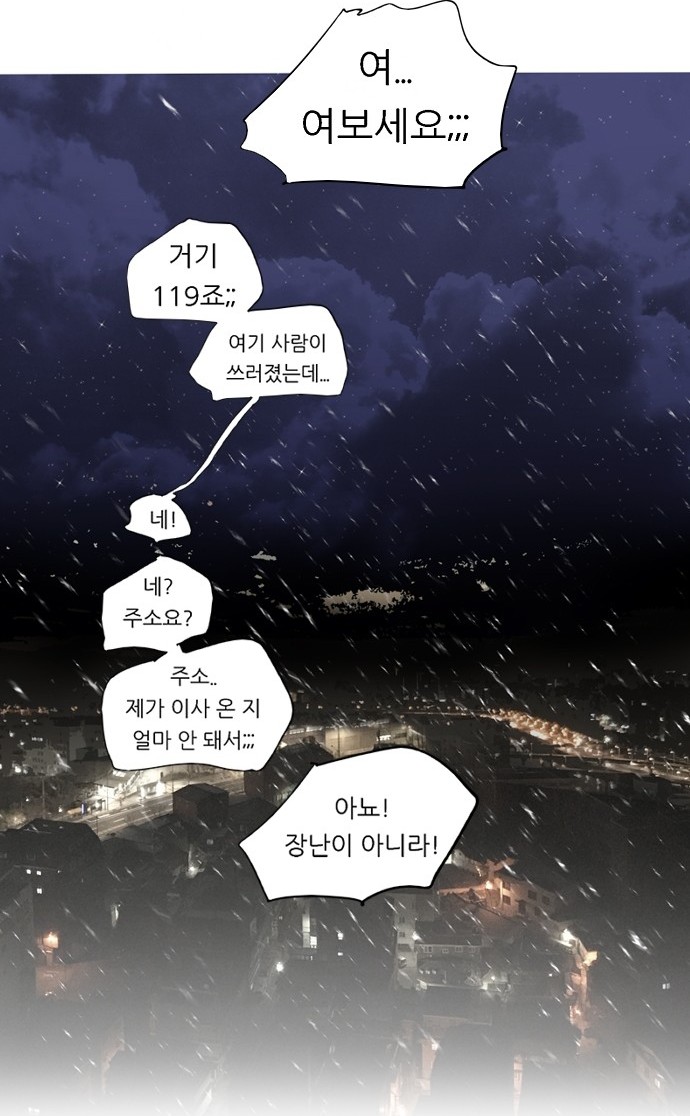 여...
여보세요;;;
거기
119죠;;
여기 사람이
쓰러졌는데...
네!
네?
주소요?
주소..
제가 이사 온 지
얼마 안 돼서;;;
아뇨!
장난이 아니라!